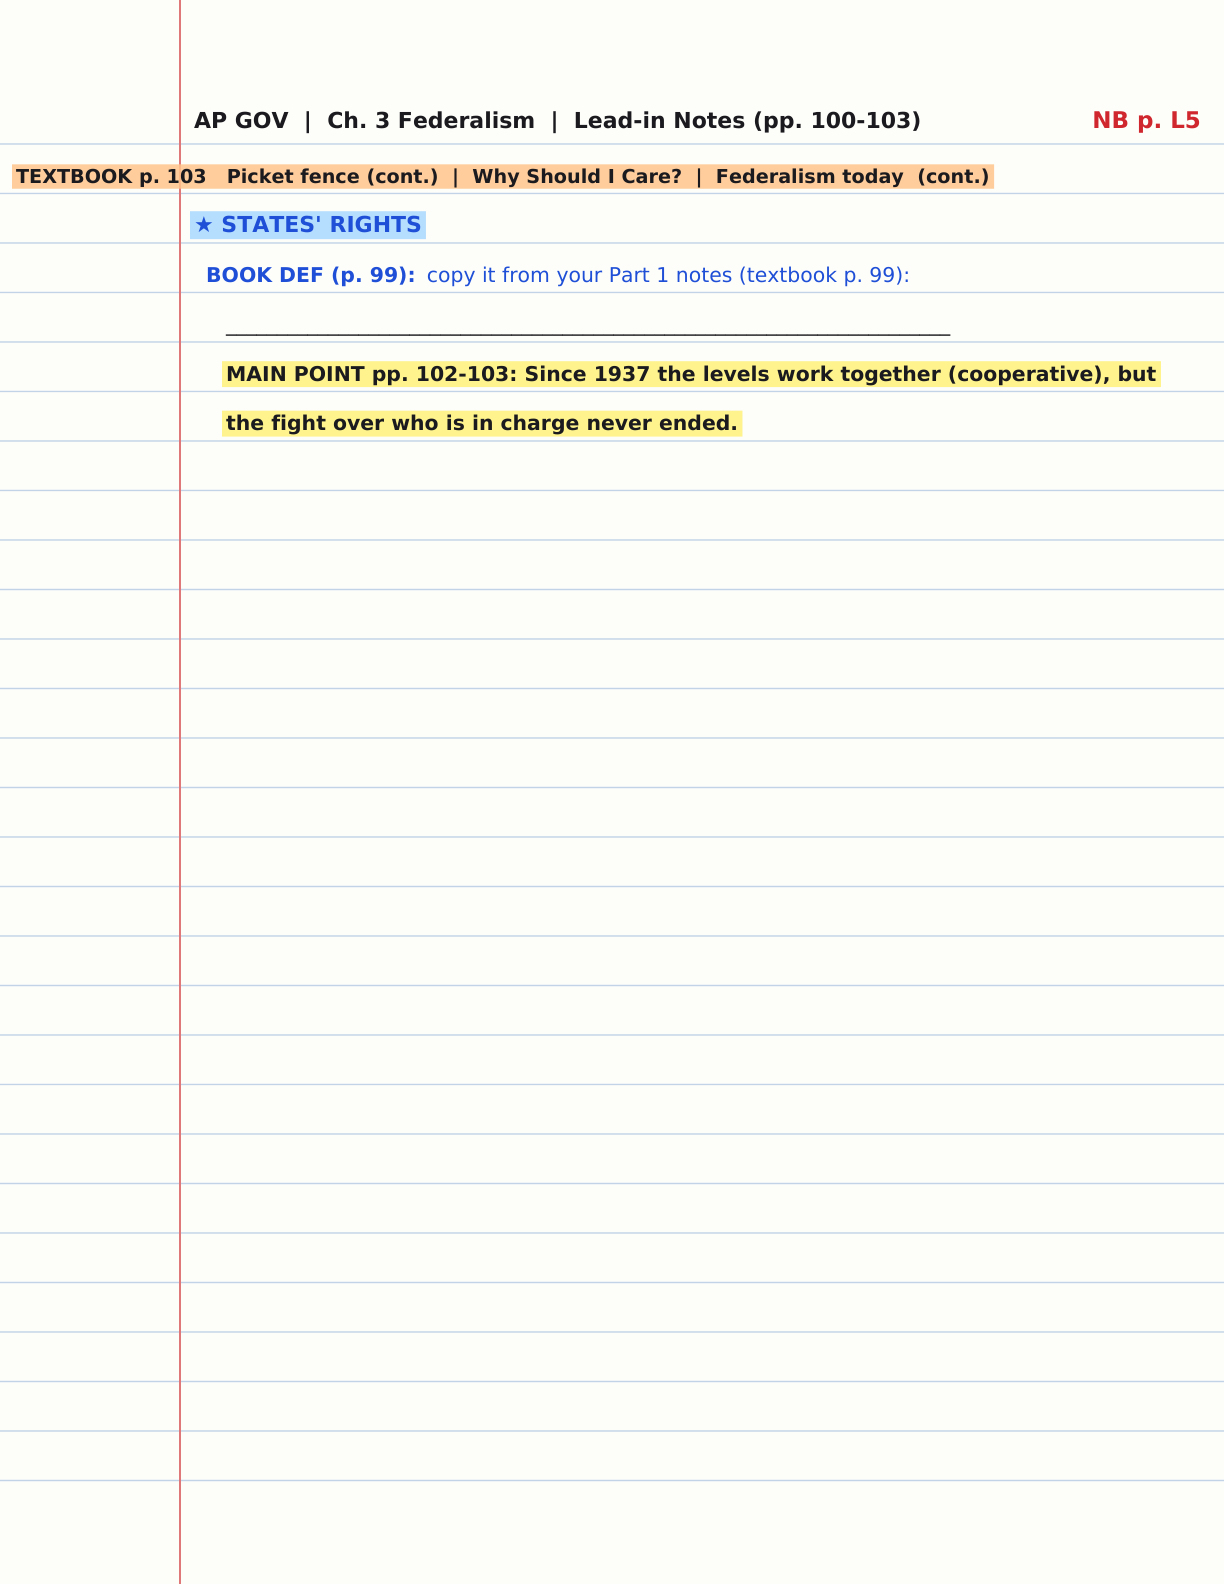 AP GOV | Ch. 3 Federalism | Lead-in Notes (pp. 100-103)
NB p. L5
TEXTBOOK p. 103 Picket fence (cont.) | Why Should I Care? | Federalism today (cont.)
★ STATES' RIGHTS
BOOK DEF (p. 99): copy it from your Part 1 notes (textbook p. 99):
MAIN POINT pp. 102-103: Since 1937 the levels work together (cooperative), but
the fight over who is in charge never ended.